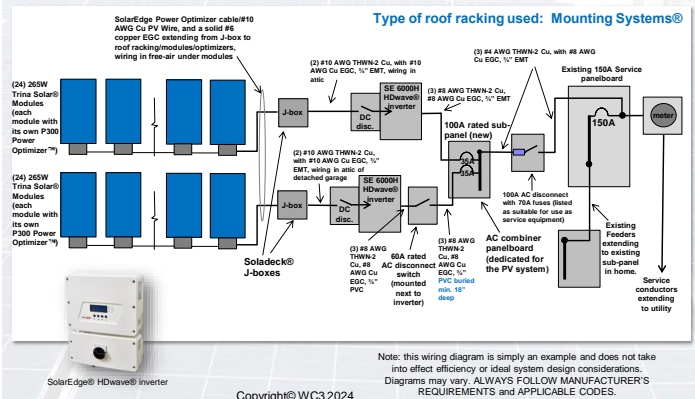 Type of roof racking used: Mounting Systems®
SolarEdge Power Optimizer cable/#10
AWG Cu PV Wire, and a solid #6
copper EGC extending from J-box to
roof racking/modules/optimizers,
wiring in free-air under modules
(24) 265W
Trina Solar®
Modules
(each
module with
its own P300
Power
Optimizer™)
(2) #10 AWG THWN-2 Cu, with #10
AWG Cu EGC, ¾" EMT, wiring in
attic
(3) #4 AWG THWN-2 Cu, with #8 AWG
Cu EGC, ¾" EMT
Existing 150A Service
panelboard
150A
meter
J-box
DC
disc.
SE 6000H
HDwave®
inverter
(3) #8 AWG THWN-2 Cu,
#8 AWG Cu EGC, ¾" EMT
100A rated sub-
panel (new)
35A
35A
100A AC disconnect
with 70A fuses (listed
as suitable for use as
service equipment)
(24) 265W
Trina Solar®
Modules
(each
module with
its own
P300 Power
Optimizer™)
(2) #10 AWG THWN-2 Cu,
with #10 AWG Cu EGC, ¾"
EMT, wiring in attic of
detached garage
J-box
DC
disc.
SE 6000H
HDwave®
inverter
Soladeck®
J-boxes
(3) #8 AWG
THWN-2
Cu, #8
AWG Cu
EGC, ¾"
PVC
60A rated
AC disconnect
switch
(mounted
next to
inverter)
(3) #8 AWG
THWN-2
Cu, #8
AWG Cu
EGC, ¾"
PVC buried
min. 18"
deep
AC combiner
panelboard
(dedicated for
the PV system)
Existing
Feeders
extending
to existing
sub-panel
in home.
Service
conductors
extending
to utility
SolarEdge® HDwave® inverter
Note: this wiring diagram is simply an example and does not take
into effect efficiency or ideal system design considerations.
Diagrams may vary. ALWAYS FOLLOW MANUFACTURER'S
REQUIREMENTS and APPLICABLE CODES.
Copyright© WC3 2024